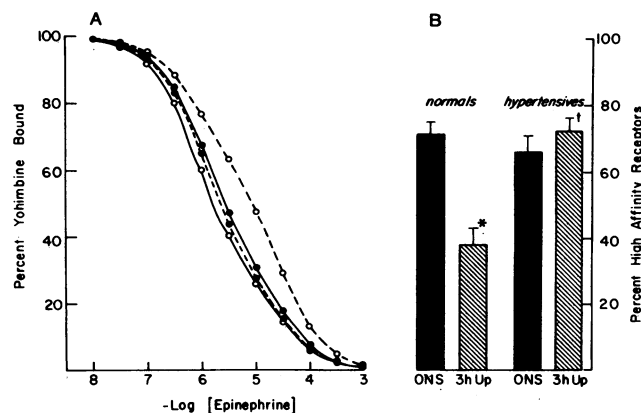 A
B
Percent Yohimbine Bound
100
80
60
40
20
8
7
6
5
4
3
-Log [Epinephrine]
normals
hypertensives
*
†
ONS
3h Up
ONS
3h Up
100
80
60
40
20
Percent High Affinity Receptors